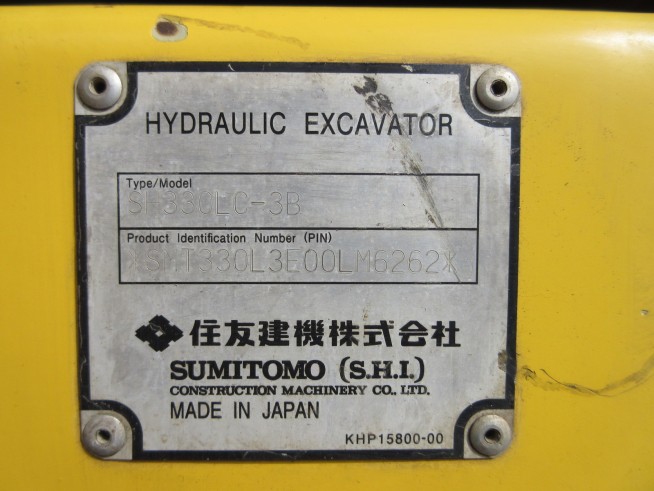 HYDRAULIC EXCAVATOR
Type/Model
SH330LC-3B
Product Identification Number (PIN)
住友建機株式会社
SUMITOMO (S.H.I.)
CONSTRUCTION MACHINERY CO., LTD.
MADE IN JAPAN
KHP15800-00